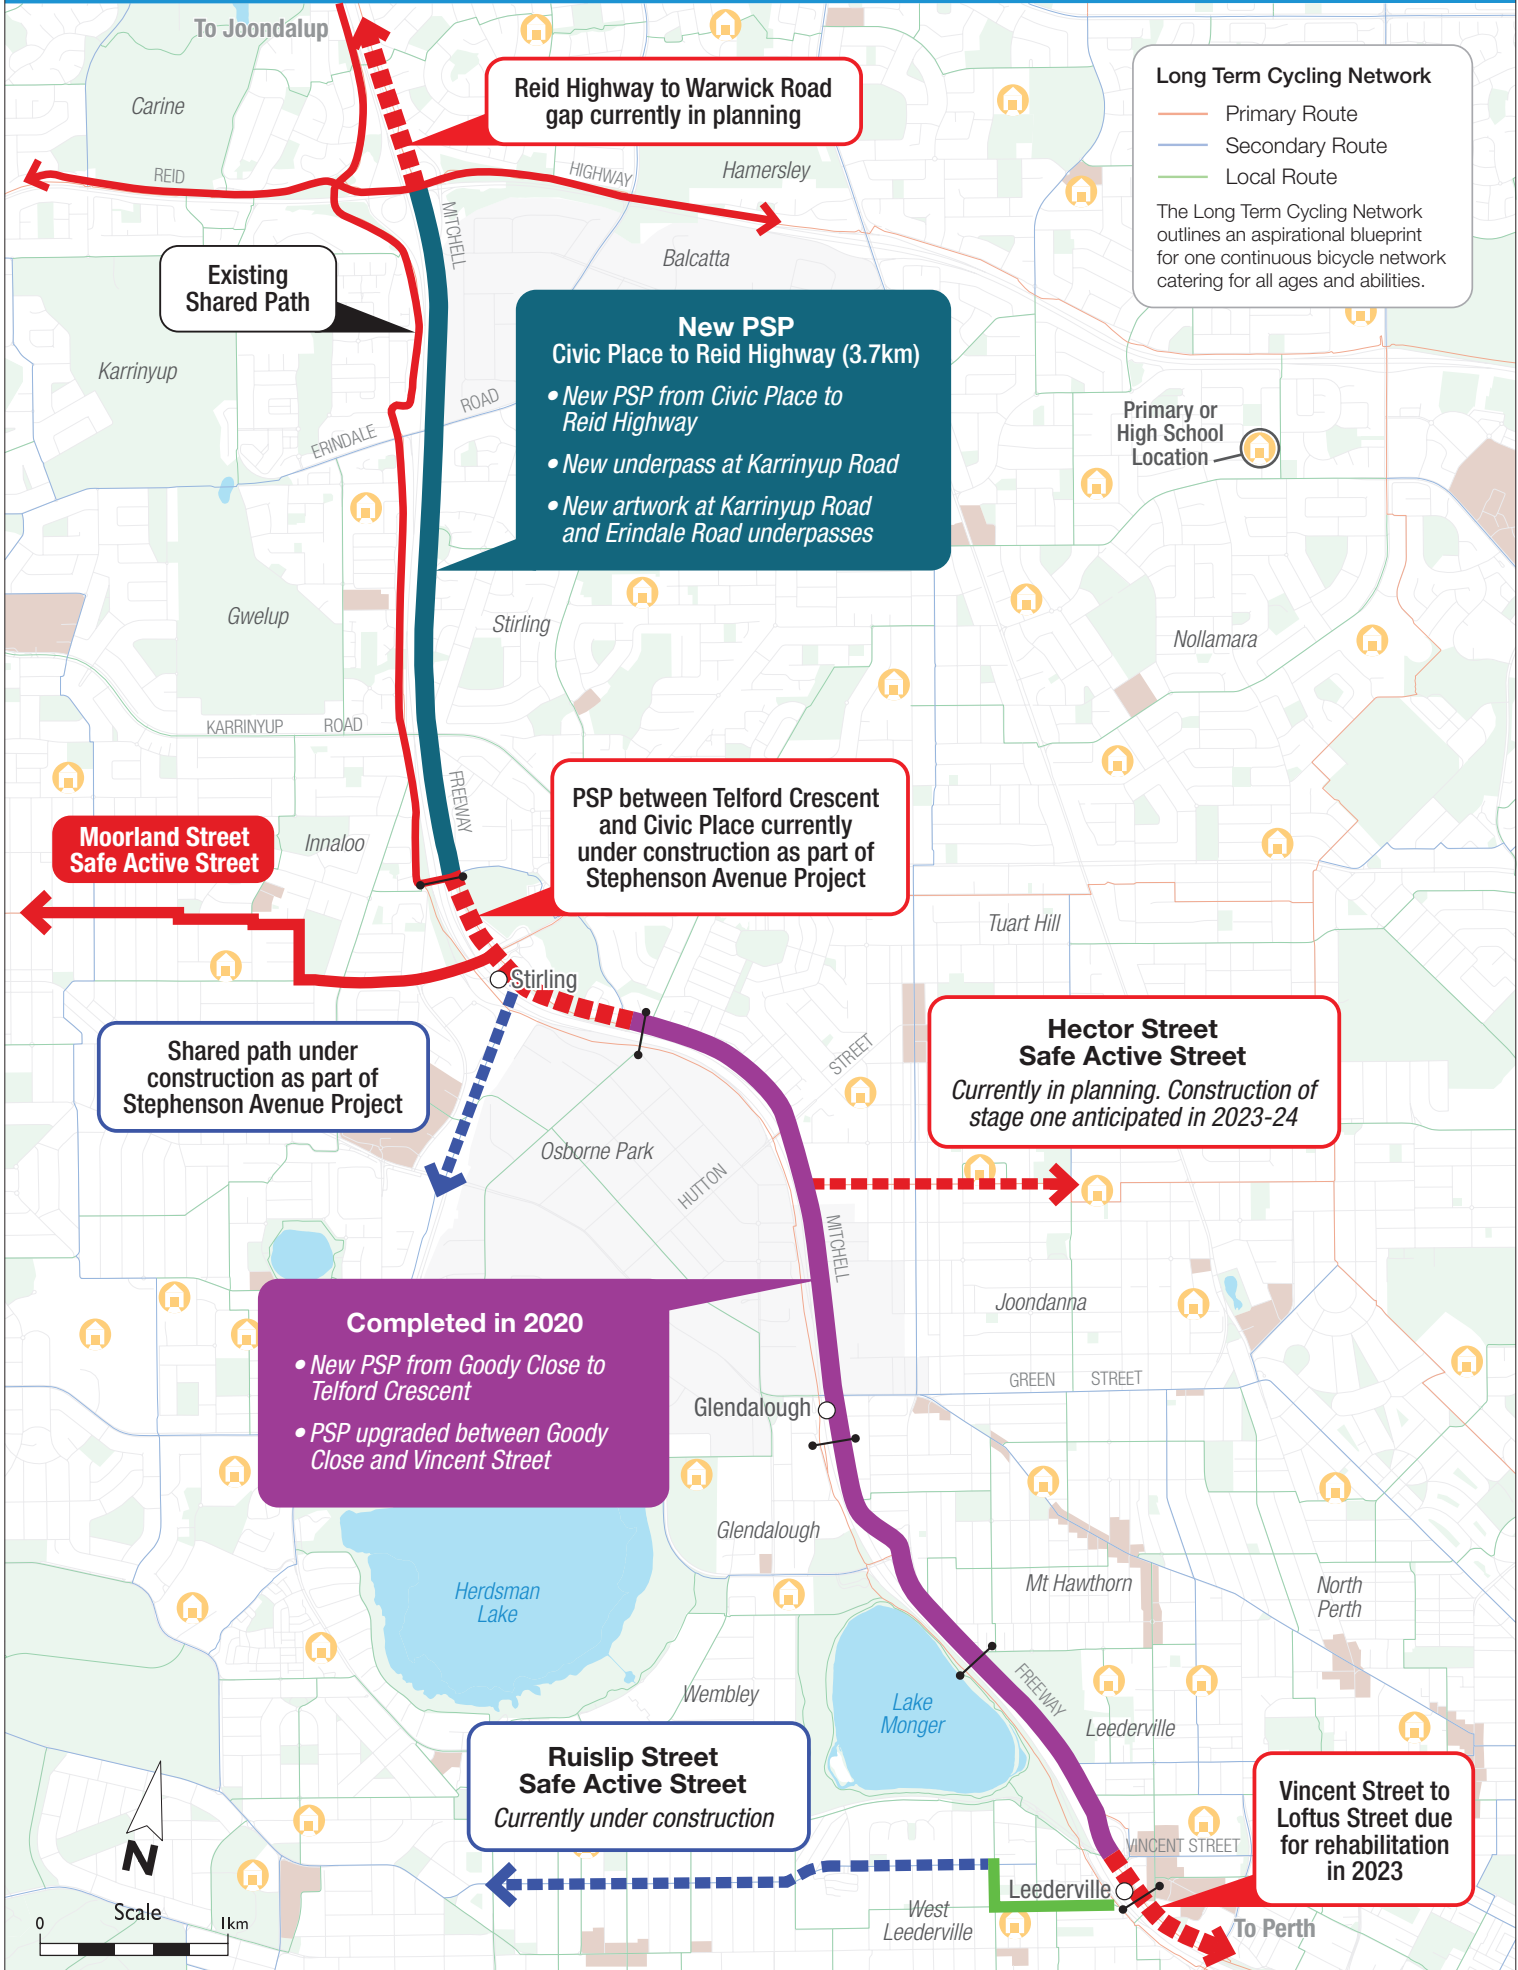 To Joondalup
Carine
Reid Highway to Warwick Road
gap currently in planning
Long Term Cycling Network
Primary Route
Secondary Route
Local Route
The Long Term Cycling Network
outlines an aspirational blueprint
for one continuous bicycle network
catering for all ages and abilities.
REID
HIGHWAY
Hamersley
MITCHELL
Balcatta
Existing
Shared Path
New PSP
Civic Place to Reid Highway (3.7km)
• New PSP from Civic Place to
Reid Highway
• New underpass at Karrinyup Road
• New artwork at Karrinyup Road
and Erindale Road underpasses
Karrinyup
ROAD
ERINDALE
Primary or
High School
Location
Gwelup
Stirling
Nollamara
KARRINYUP ROAD
FREEWAY
Moorland Street
Safe Active Street
Innaloo
PSP between Telford Crescent
and Civic Place currently
under construction as part of
Stephenson Avenue Project
Tuart Hill
Stirling
Shared path under
construction as part of
Stephenson Avenue Project
STREET
Hector Street
Safe Active Street
Currently in planning. Construction of
stage one anticipated in 2023-24
Osborne Park
HUTTON
MITCHELL
Joondanna
Completed in 2020
• New PSP from Goody Close to
Telford Crescent
• PSP upgraded between Goody
Close and Vincent Street
GREEN STREET
Glendalough
Glendalough
Herdsman
Lake
Mt Hawthorn
North
Perth
FREEWAY
Wembley
Lake
Monger
Leederville
Ruislip Street
Safe Active Street
Currently under construction
Vincent Street to
Loftus Street due
for rehabilitation
in 2023
VINCENT STREET
N
Leederville
West
Leederville
To Perth
Scale
0 1km